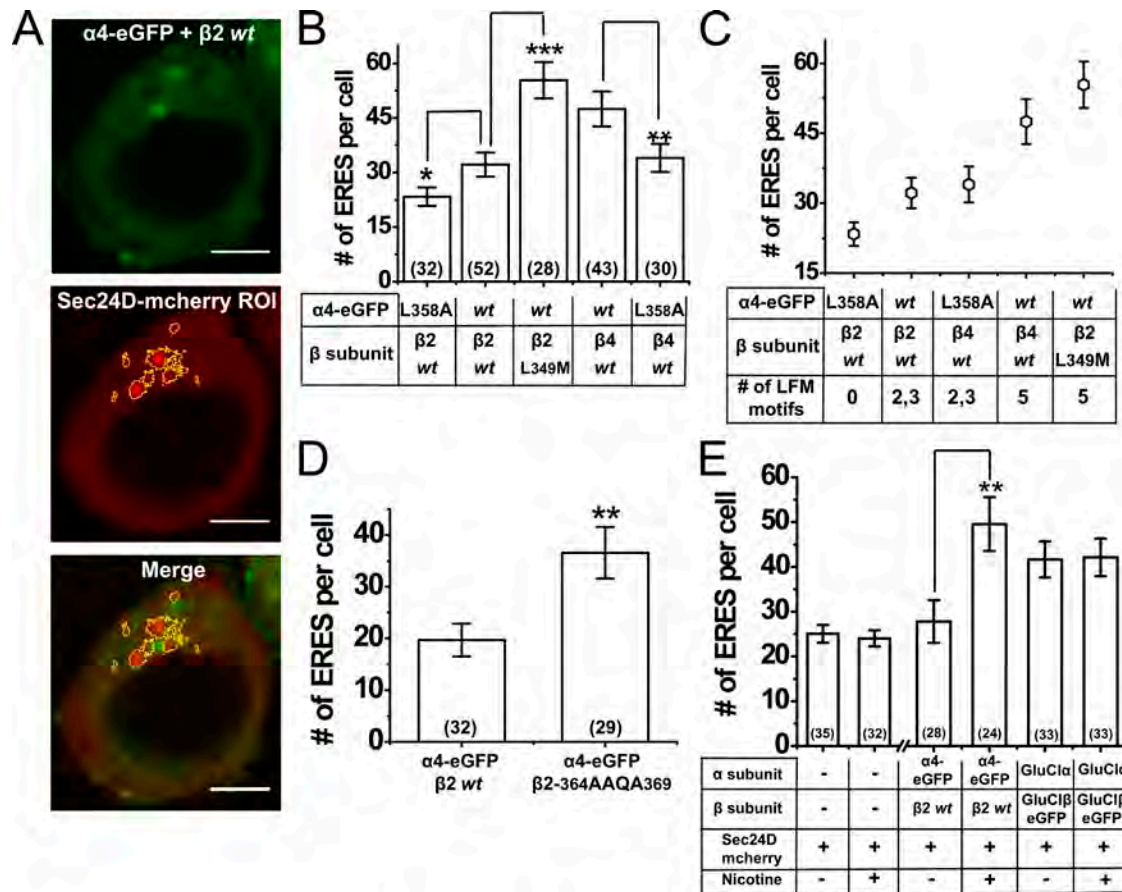 A
α4-eGFP + β2 wt
Sec24D-mcherry ROI
Merge
B
# of ERES per cell
60
45
30
15
0
* *** **
(32) (52) (28) (43) (30)
α4-eGFP L358A wt wt wt L358A
β subunit β2 β2 β2 β4 β4
wt wt L349M wt wt
C
# of ERES per cell
60
45
30
15
α4-eGFP L358A wt L358A wt wt
β subunit β2 β2 β4 β4 β2
wt wt wt wt L349M
# of LFM motifs 0 2,3 2,3 5 5
D
# of ERES per cell
40
30
20
10
0
**
(32) (29)
α4-eGFP α4-eGFP
β2 wt β2-364AAQA369
E
# of ERES per cell
60
50
40
30
20
10
0
**
(35) (32) (28) (24) (33) (33)
α subunit - - α4-eGFP α4-eGFP GluClα GluClα
β subunit - - β2 wt β2 wt GluClβ eGFP GluClβ eGFP
Sec24D mcherry + + + + + +
Nicotine - + - + - +